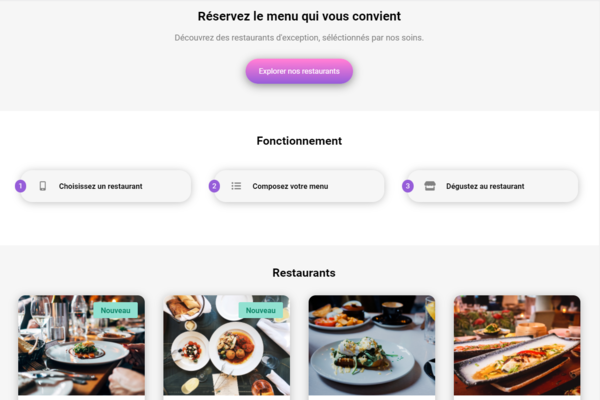 Réservez le menu qui vous convient
Découvrez des restaurants d'exception, séléctionnés par nos soins.
Explorer nos restaurants
Fonctionnement
1 Choisissez un restaurant
2 Composez votre menu
3 Dégustez au restaurant
Restaurants
Nouveau
Nouveau